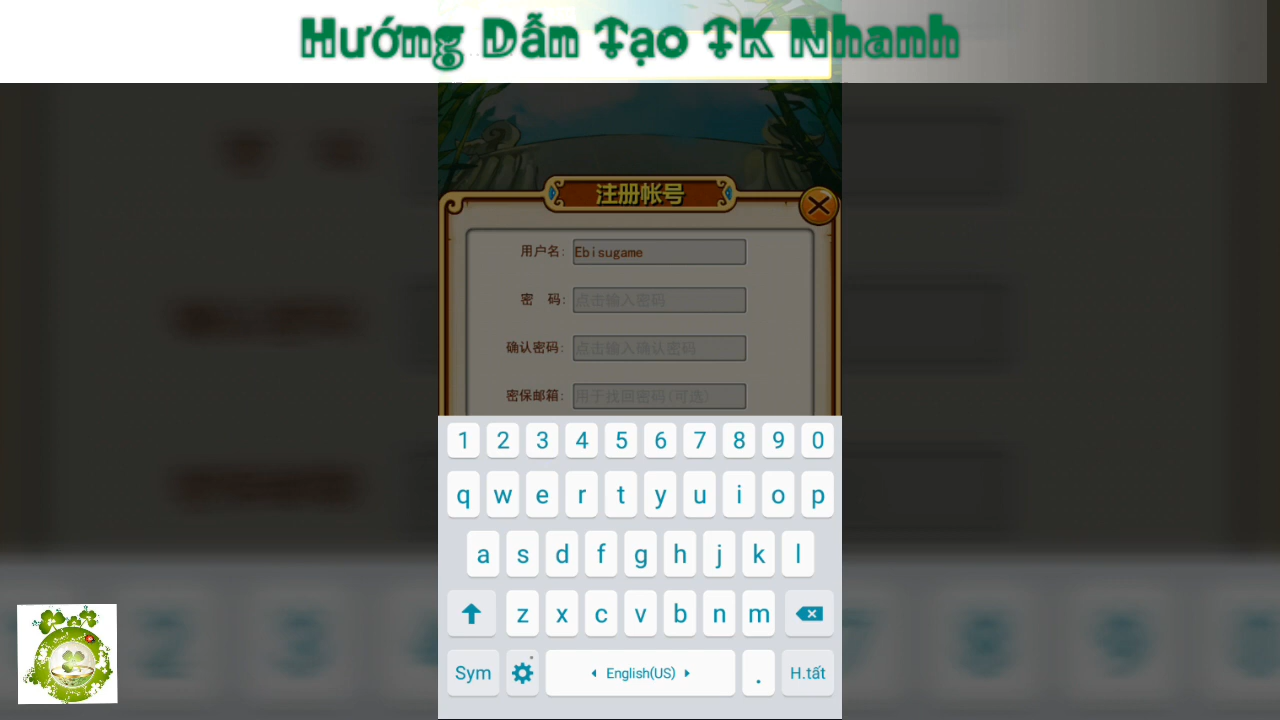 Hướng Dẫn Tạo TK Nhanh
注册帐号
用户名: Ebisugame
密 码: 点击输入密码
确认密码: 点击输入确认密码
密保邮箱: 用于找回密码(可选)
1 2 3 4 5 6 7 8 9 0
q w e r t y u i o p
a s d f g h j k l
z x c v b n m
Sym English(US) . H.tất